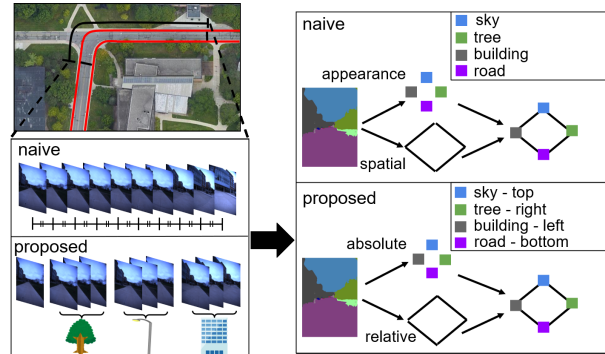 naive
proposed
naive
sky
tree
building
road
appearance
spatial
proposed
sky - top
tree - right
building - left
road - bottom
absolute
relative